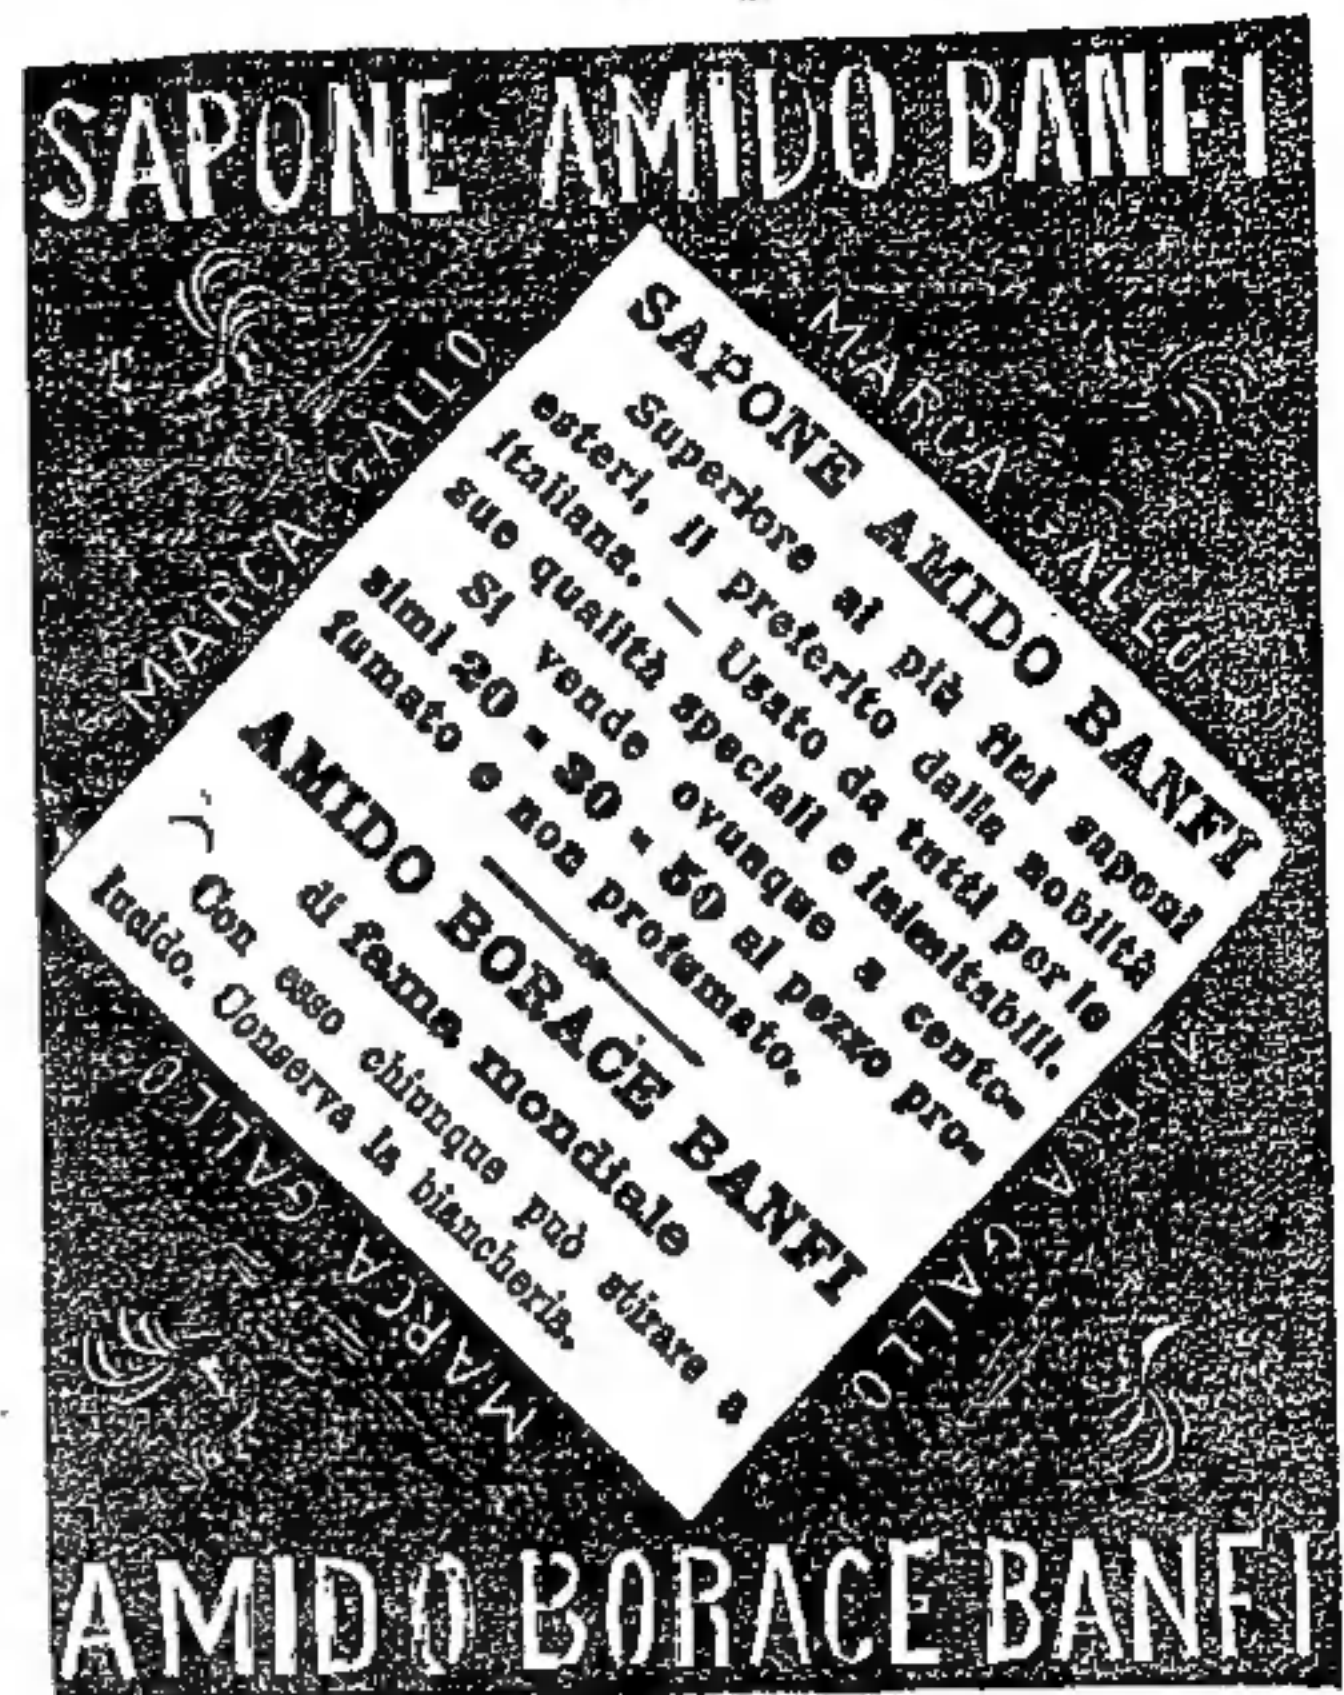 SAPONE AMIDO BANFI
MARCA GALLO
MARCA GALLO
SAPONE AMIDO BANFI
Superiore ai più fini saponi
esteri, il preferito dalla nobiltà
italiana. — Usato da tutti per le
sue qualità speciali e inimitabili.
Si vende ovunque a cente-
simi 20 - 30 - 50 al pezzo pro-
fumato e non profumato.
AMIDO BORACE BANFI
di fama mondiale
Con esso chiunque può stirare a
lucido. Conserva la biancheria.
MARCA GALLO
GALLO
AMIDO BORACE BANFI